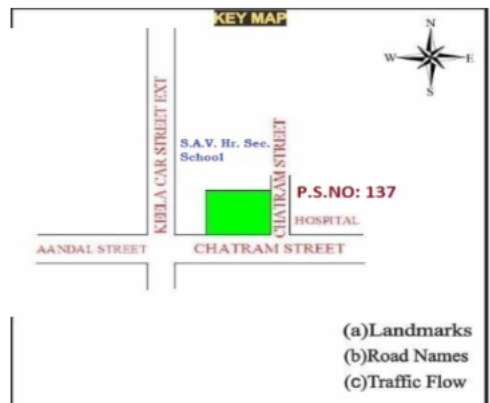 KEY MAP
N
W
E
S
KEELA CAR STREET EXT
S.A.V. Hr. Sec.
School
CHATRAM STREET
P.S.NO: 137
HOSPITAL
AANDAL STREET
CHATRAM STREET
(a)Landmarks
(b)Road Names
(c)Traffic Flow